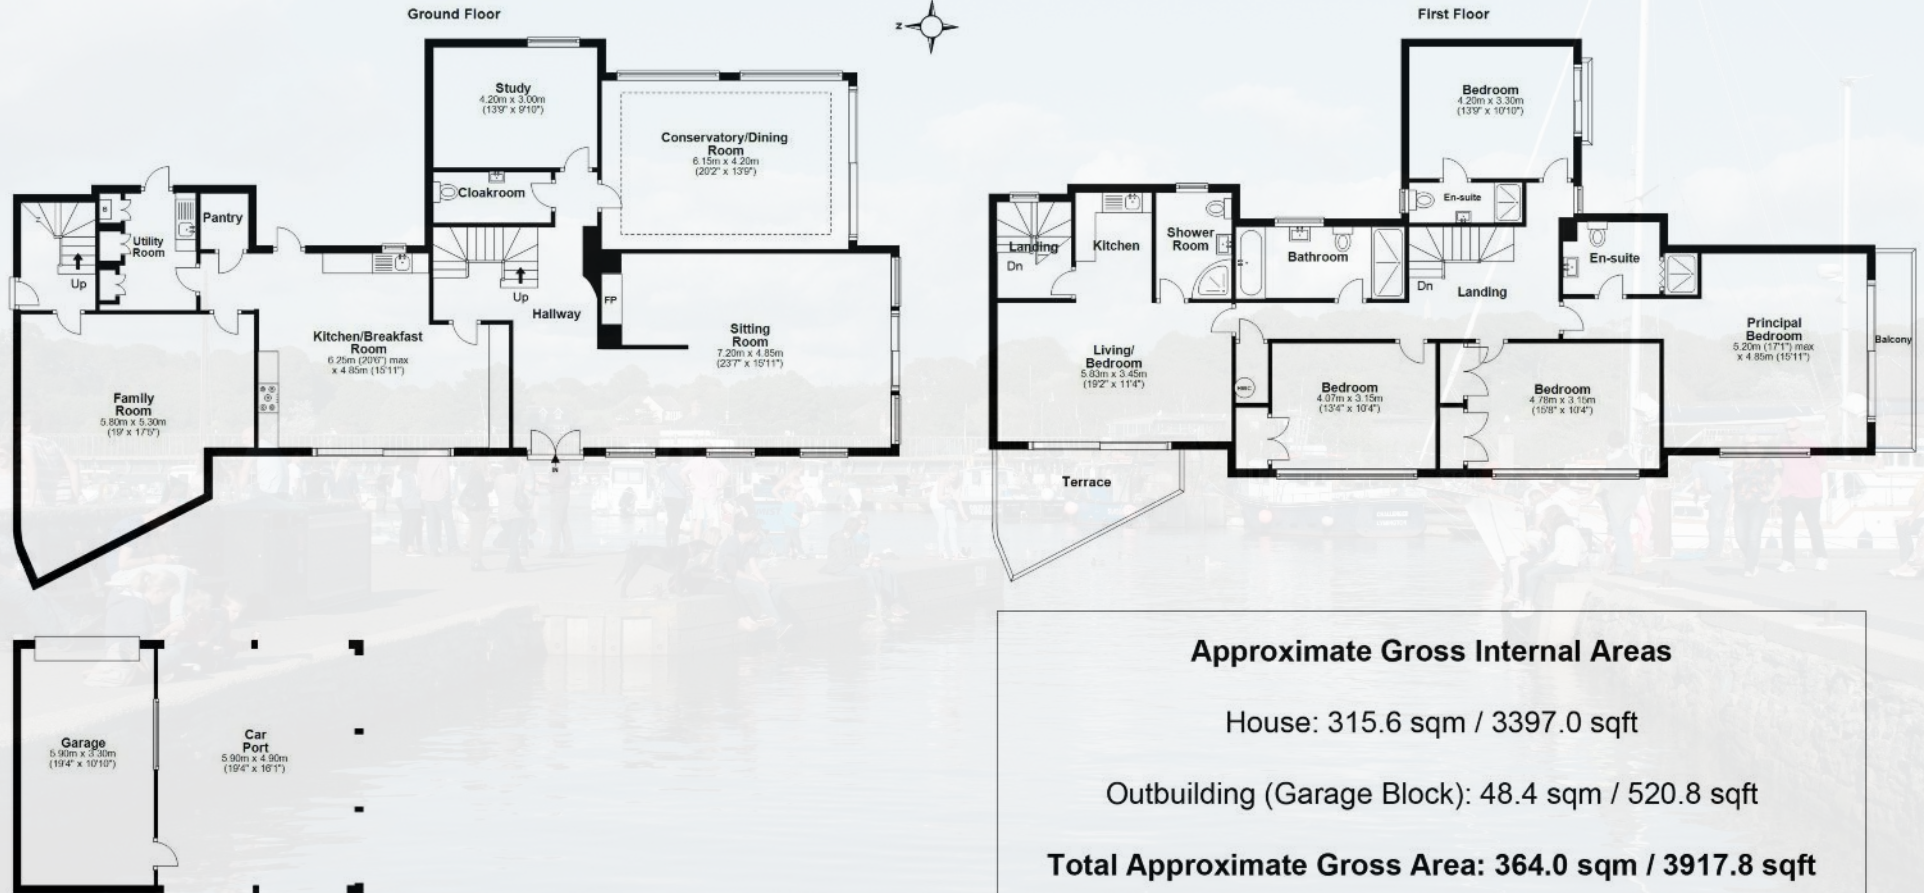 Ground Floor
Study
4.20m x 3.00m
(13'9" x 9'10")
Conservatory/Dining
Room
6.15m x 4.20m
(20'2" x 13'9")
Cloakroom
Pantry
B
Utility
Room
Up
Up
FP
Hallway
Kitchen/Breakfast
Room
6.25m (20'6") max
x 4.85m (15'11")
Sitting
Room
7.20m x 4.85m
(23'7" x 15'11")
Family
Room
5.80m x 5.30m
(19' x 17'5")
IN
Garage
5.90m x 3.30m
(19'4" x 10'10")
Car
Port
5.90m x 4.90m
(19'4" x 16'1")
Z
First Floor
Bedroom
4.20m x 3.30m
(13'9" x 10'10")
En-suite
Landing
Dn
Kitchen
Shower
Room
Bathroom
Dn
Landing
En-suite
Principal
Bedroom
5.20m (17'1") max
x 4.85m (15'11")
Balcony
Living/
Bedroom
5.83m x 3.45m
(19'2" x 11'4")
HWC
Bedroom
4.07m x 3.15m
(13'4" x 10'4")
Bedroom
4.78m x 3.15m
(15'8" x 10'4")
Terrace
Approximate Gross Internal Areas
House: 315.6 sqm / 3397.0 sqft
Outbuilding (Garage Block): 48.4 sqm / 520.8 sqft
Total Approximate Gross Area: 364.0 sqm / 3917.8 sqft